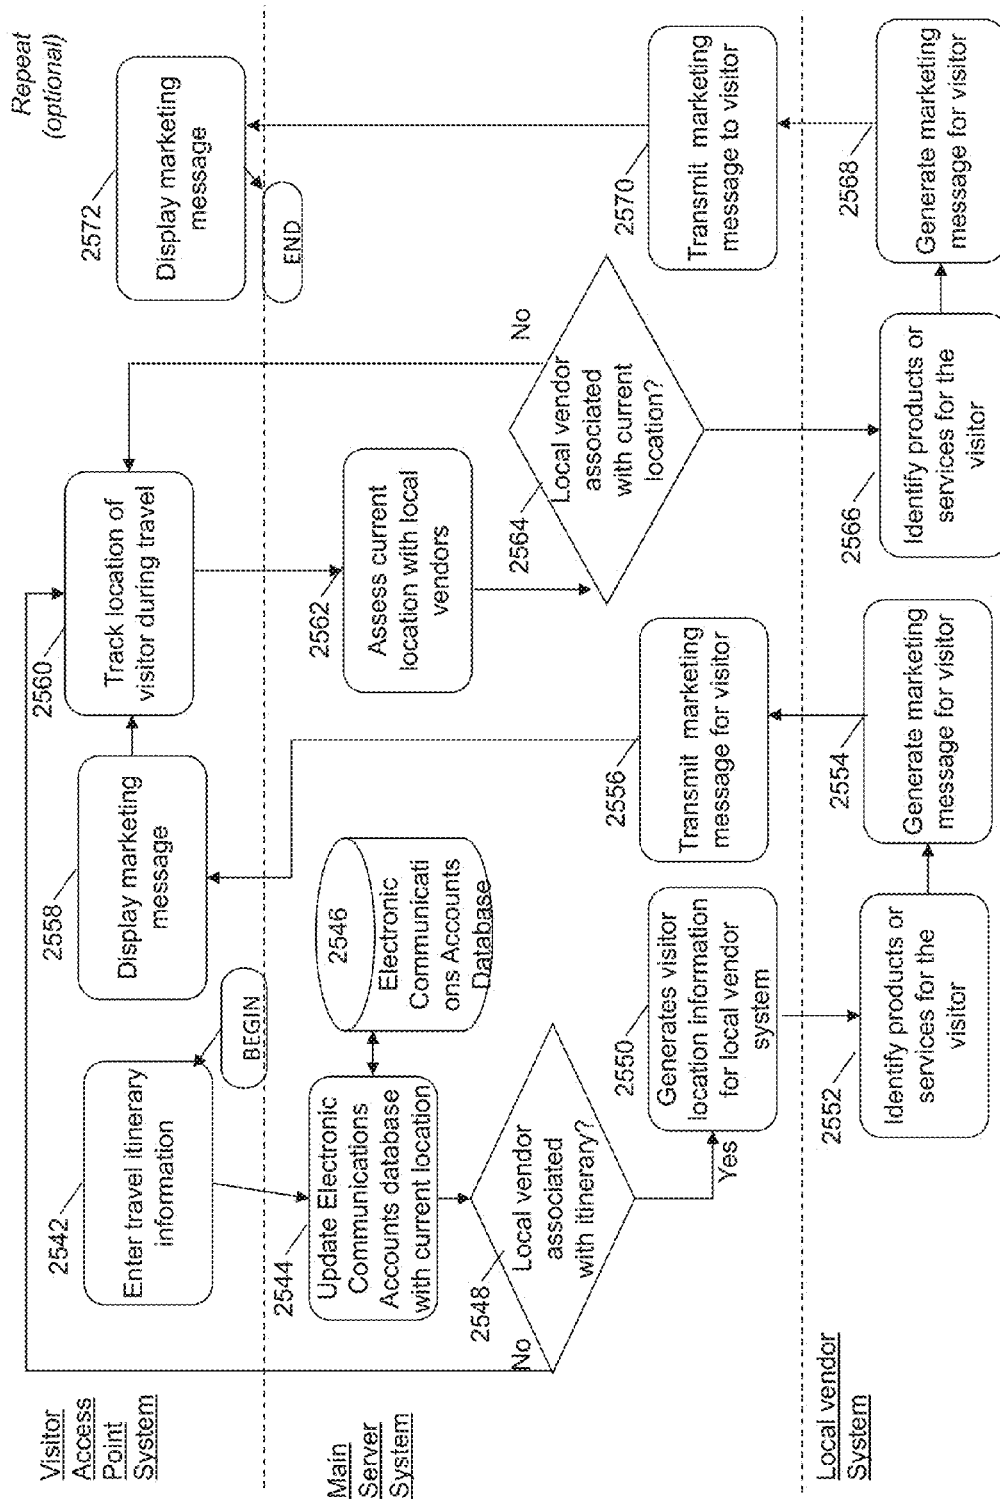 Visitor
Access
Point
System
2542
Enter travel itinerary
information
BEGIN
2558
Display marketing
message
2560
Track location of
visitor during travel
2572
Display marketing
message
END
Repeat
(optional)
Main
Server
System
2544
Update Electronic
Communications
Accounts database
with current location
2546
Electronic
Communicati
ons Accounts
Database
No
2548
Local vendor
associated
with itinerary?
Yes
2550
Generates visitor
location information
for local vendor
system
2556
Transmit marketing
message for visitor
2562
Assess current
location with local
vendors
2564
Local vendor
associated
with current
location?
No
2570
Transmit marketing
message to visitor
Local vendor
System
2552
Identify products or
services for the
visitor
2554
Generate marketing
message for visitor
2566
Identify products or
services for the
visitor
2568
Generate marketing
message for visitor